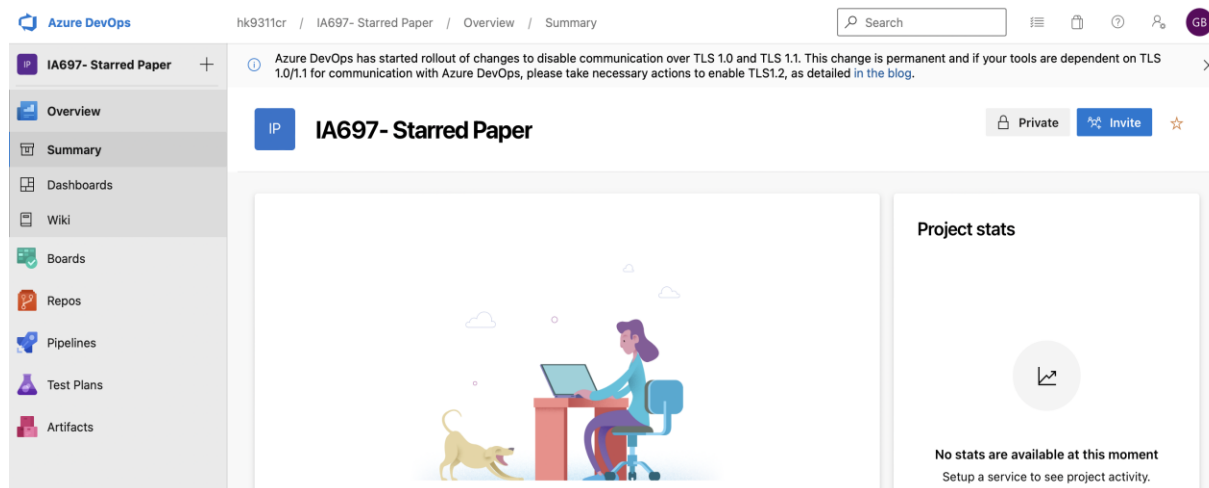 Azure DevOps
hk9311cr / IA697- Starred Paper / Overview / Summary
Search
GB
IP
IA697- Starred Paper
Azure DevOps has started rollout of changes to disable communication over TLS 1.0 and TLS 1.1. This change is permanent and if your tools are dependent on TLS
1.0/1.1 for communication with Azure DevOps, please take necessary actions to enable TLS1.2, as detailed in the blog.
Overview
Summary
Dashboards
Wiki
Boards
Repos
Pipelines
Test Plans
Artifacts
IP
IA697- Starred Paper
Private
Invite
Project stats
No stats are available at this moment
Setup a service to see project activity.